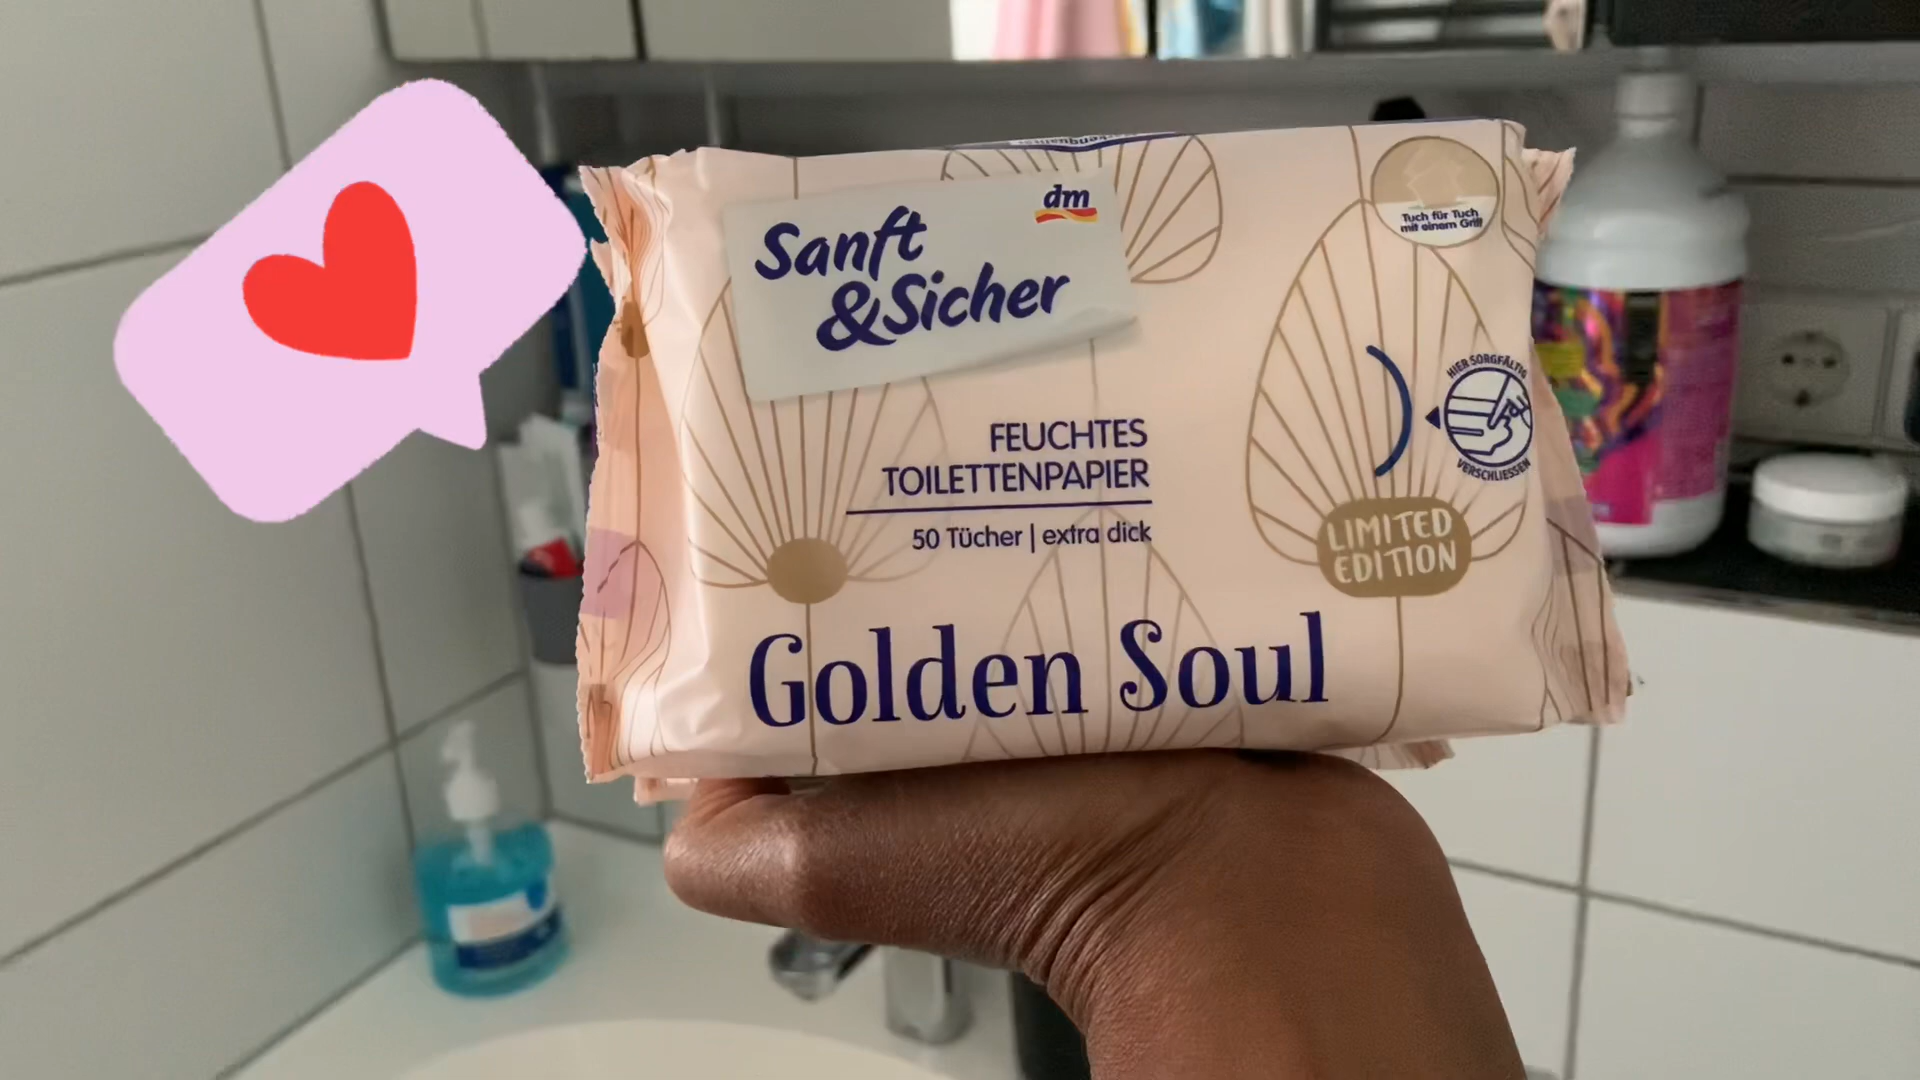 dm
Sanft
&Sicher
Tuch für Tuch
mit einem Griff
HIER SORGFÄLTIG
VERSCHLIESSEN
FEUCHTES
TOILETTENPAPIER
50 Tücher | extra dick
LIMITED
EDITION
Golden Soul